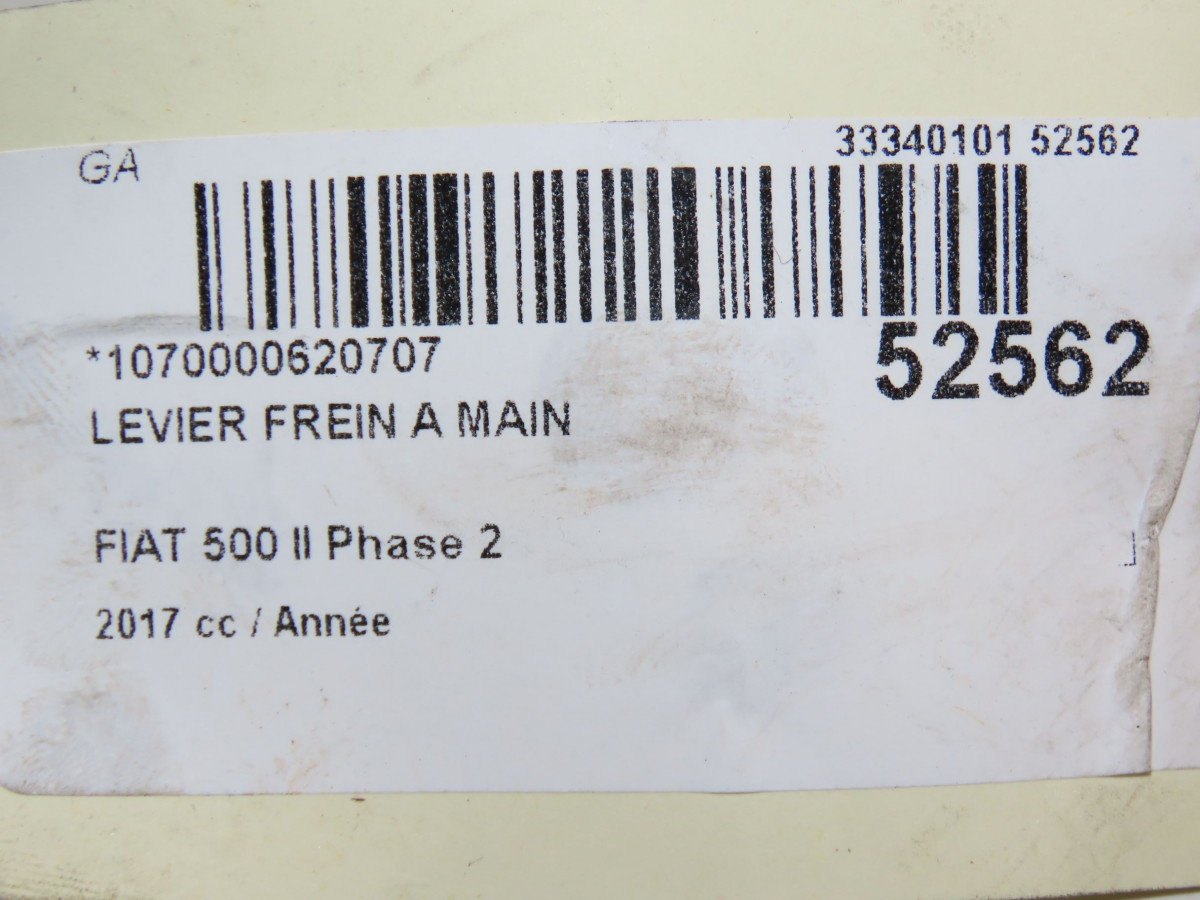 33340101 52562
GA
*1070000620707
52562
LEVIER FREIN A MAIN
FIAT 500 II Phase 2
2017 cc / Année